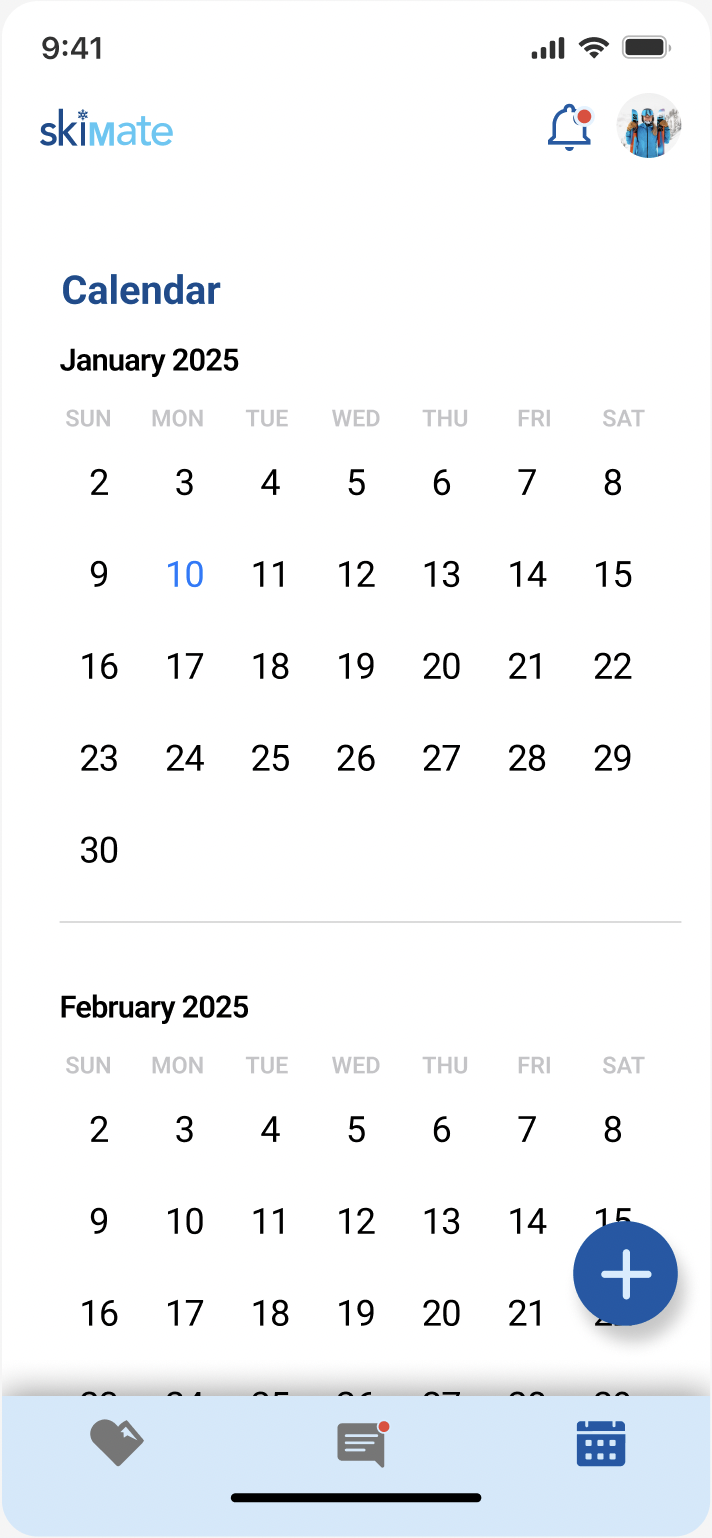 9:41
skimate
Calendar
January 2025
SUN MON TUE WED THU FRI SAT
2 3 4 5 6 7 8
9 10 11 12 13 14 15
16 17 18 19 20 21 22
23 24 25 26 27 28 29
30
February 2025
SUN MON TUE WED THU FRI SAT
2 3 4 5 6 7 8
9 10 11 12 13 14 15
16 17 18 19 20 21